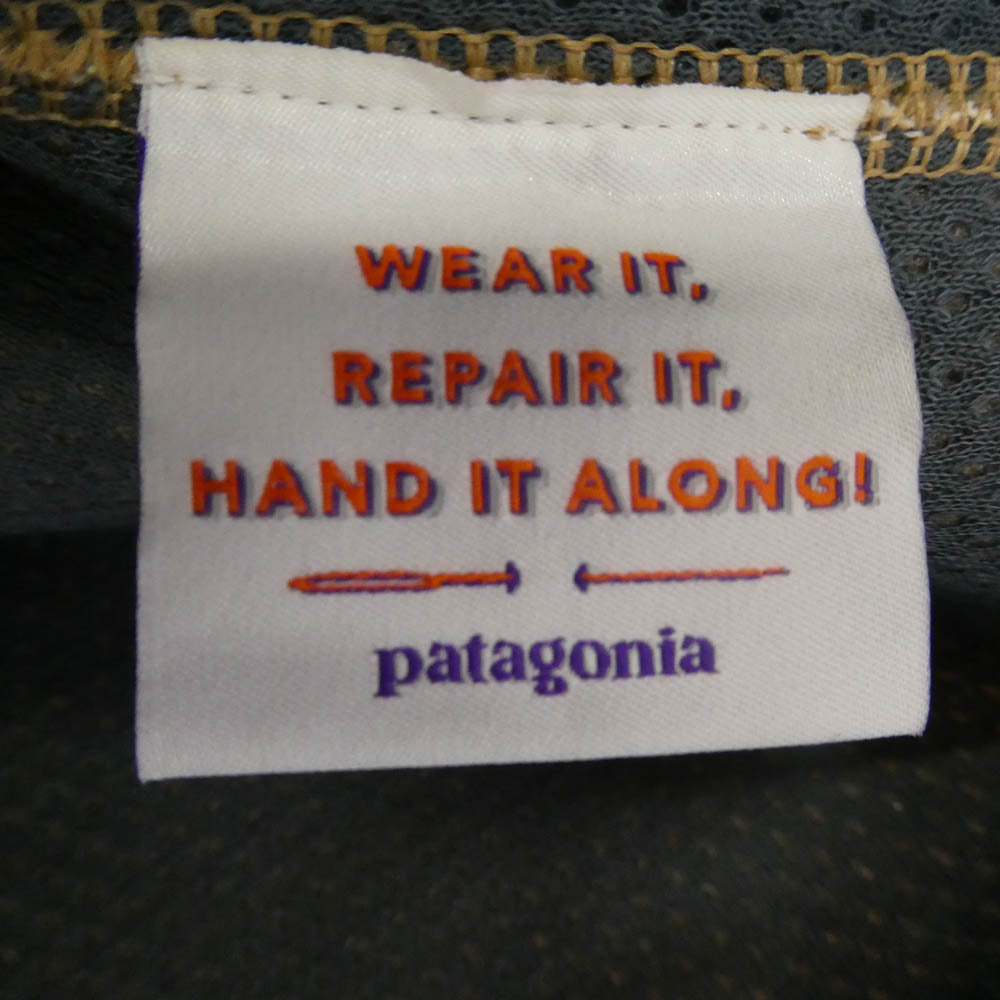 WEAR IT,
REPAIR IT,
HAND IT ALONG!
patagonia